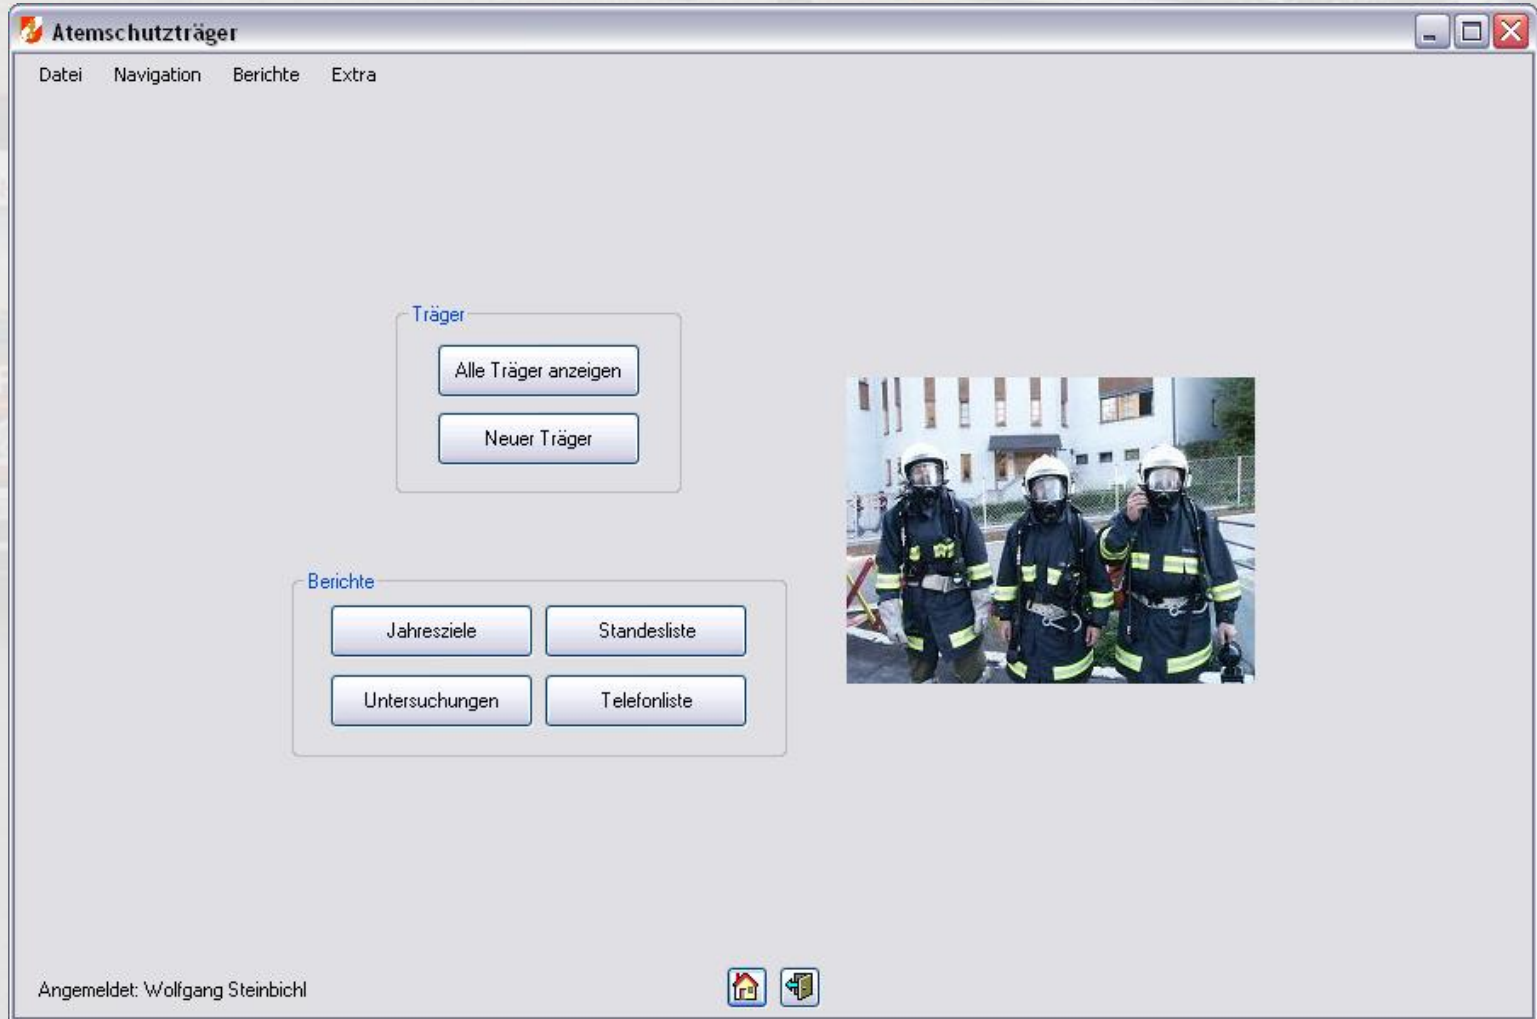 Atemschutzträger
Datei Navigation Berichte Extra
Träger
Alle Träger anzeigen
Neuer Träger
Berichte
Jahresziele Standesliste
Untersuchungen Telefonliste
Angemeldet: Wolfgang Steinbichl